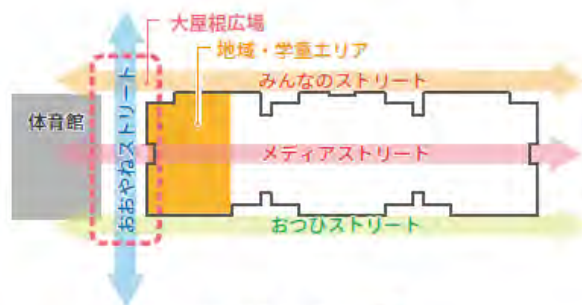 大屋根広場
地域・学童エリア
みんなのストリート
体育館
おおやねストリート
メディアストリート
おつひストリート